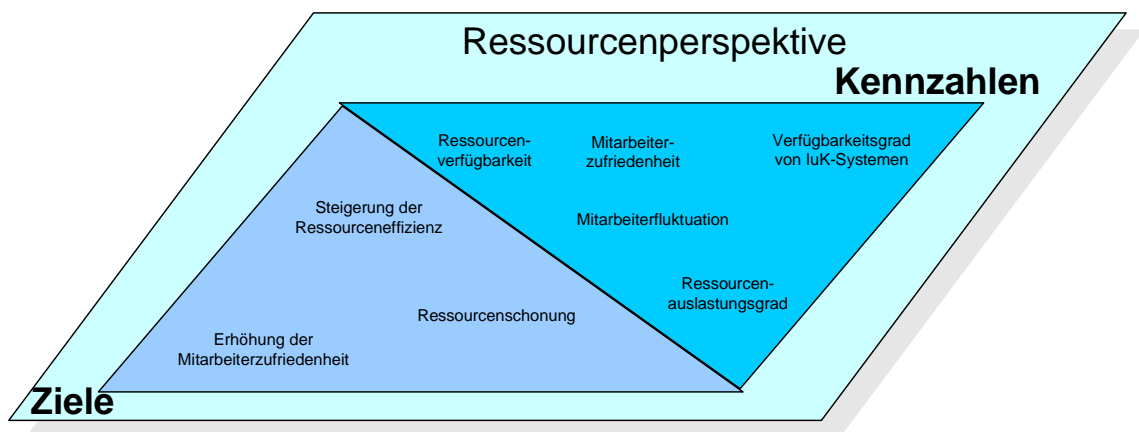 Ressourcenperspektive
Kennzahlen
Ressourcen-
verfügbarkeit
Mitarbeiter-
zufriedenheit
Verfügbarkeitsgrad
von IuK-Systemen
Steigerung der
Ressourceneffizienz
Mitarbeiterfluktuation
Ressourcen-
auslastungsgrad
Ressourcenschonung
Erhöhung der
Mitarbeiterzufriedenheit
Ziele